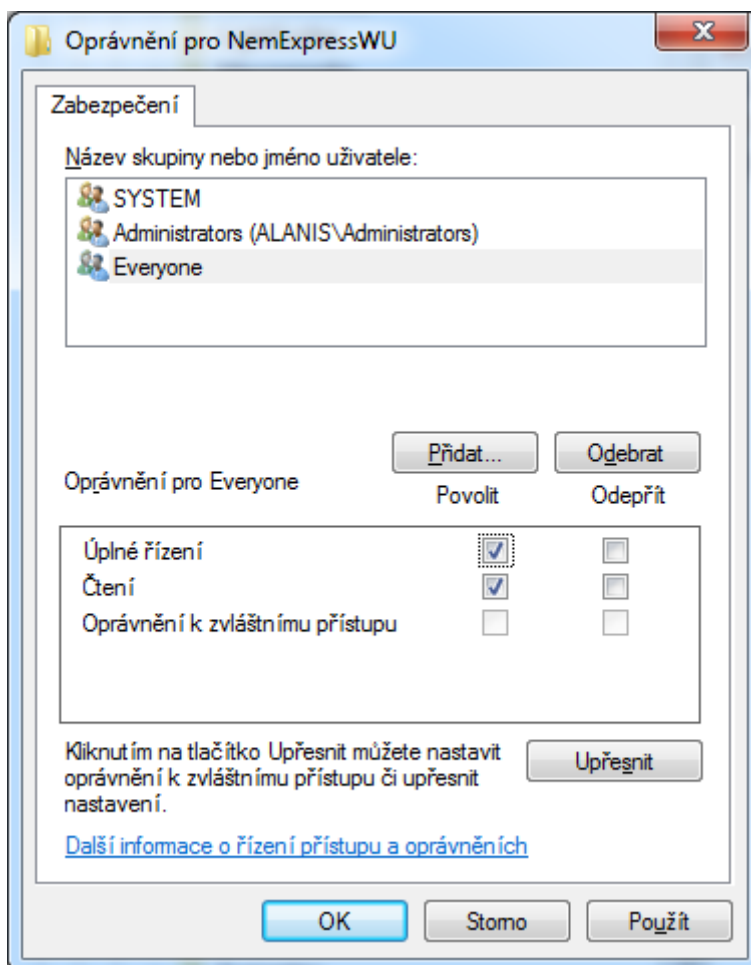 Oprávnění pro NemExpressWU
Zabezpečení
Název skupiny nebo jméno uživatele:
SYSTEM
Administrators (ALANIS\Administrators)
Everyone
Přidat...
Odebrat
Oprávnění pro Everyone
Povolit
Odepřít
Úplné řízení
Čtení
Oprávnění k zvláštnímu přístupu
Kliknutím na tlačítko Upřesnit můžete nastavit
oprávnění k zvláštnímu přístupu či upřesnit
nastavení.
Upřesnit
Další informace o řízení přístupu a oprávněních
OK
Storno
Použít